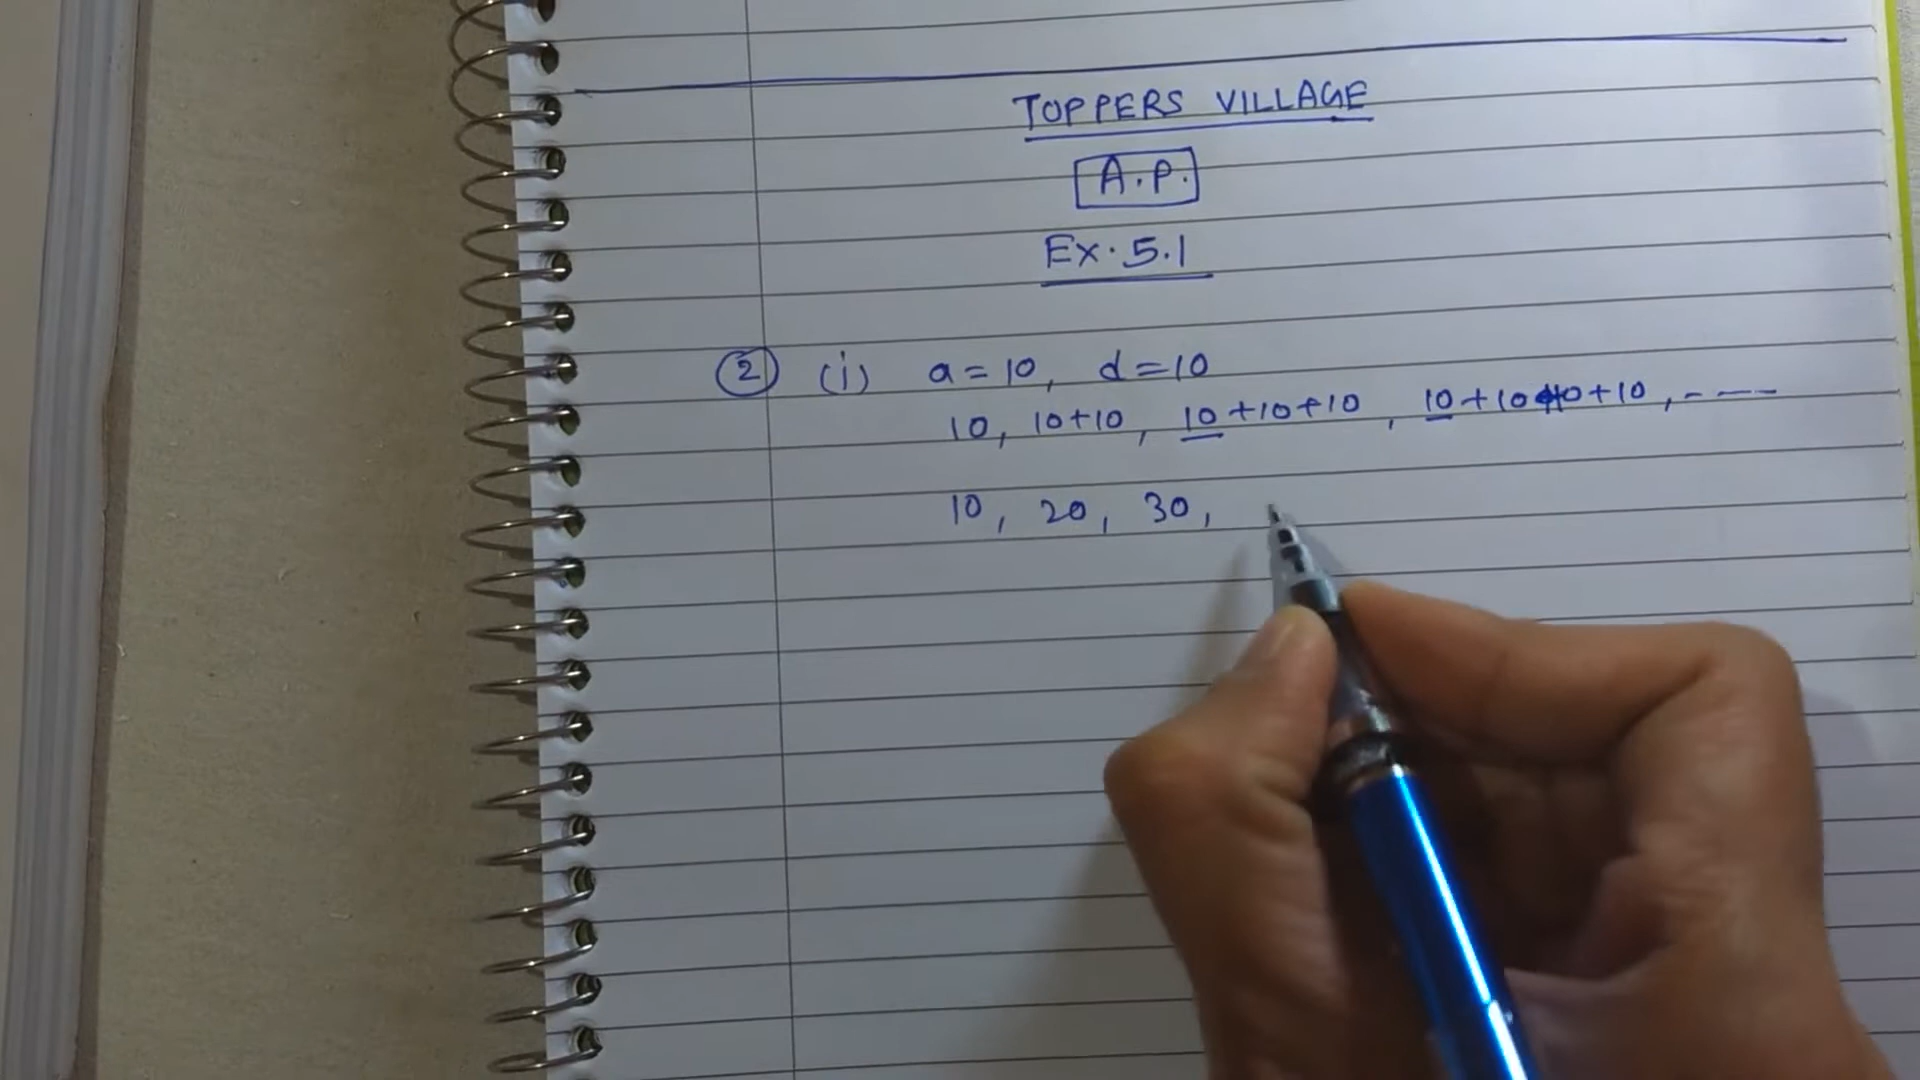 TOPPERS VILLAGE
A.P.
Ex. 5.1
2 (i) a = 10, d = 10
10, 10+10, 10+10+10, 10+10+10+10, ----
10, 20, 30,